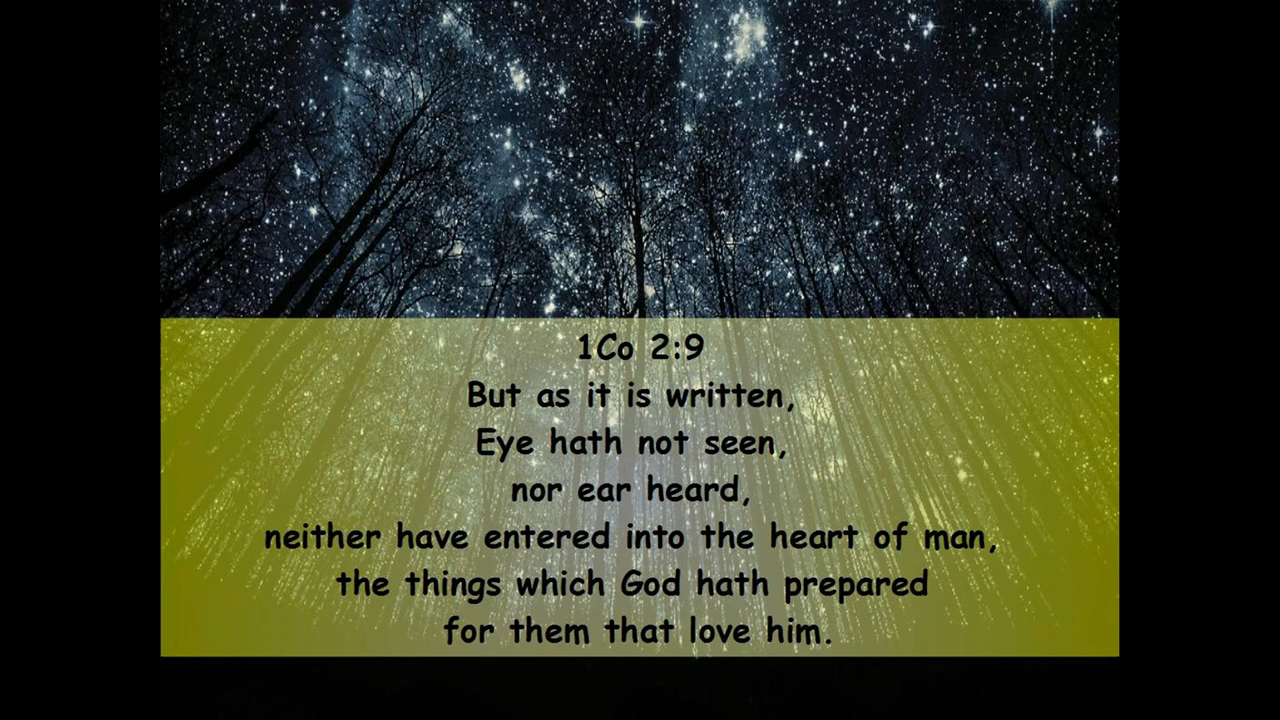 1Co 2:9
But as it is written,
Eye hath not seen,
nor ear heard,
neither have entered into the heart of man,
the things which God hath prepared
for them that love him.